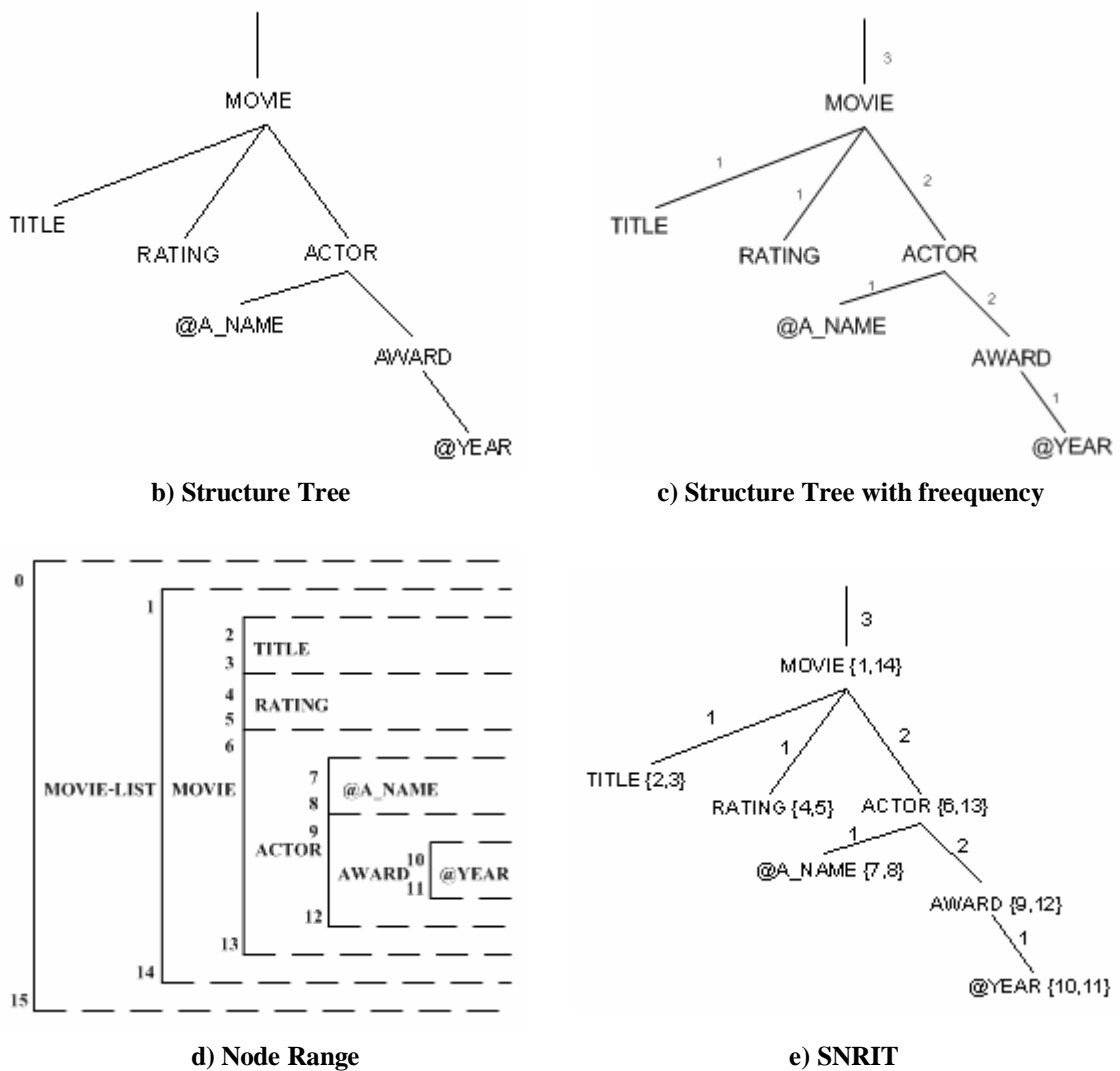 MOVIE
TITLE
RATING
ACTOR
@A_NAME
AWARD
@YEAR
b) Structure Tree
3
MOVIE
1
1
2
TITLE
RATING
ACTOR
1
2
@A_NAME
AWARD
1
@YEAR
c) Structure Tree with freequency
0
1
2
TITLE
3
4
RATING
5
6
MOVIE-LIST
MOVIE
7
@A_NAME
8
9
ACTOR
AWARD
10
@YEAR
11
12
13
14
15
d) Node Range
3
MOVIE {1,14}
1
1
2
TITLE {2,3}
RATING {4,5}
ACTOR {6,13}
1
2
@A_NAME {7,8}
AWARD {9,12}
1
@YEAR {10,11}
e) SNRIT